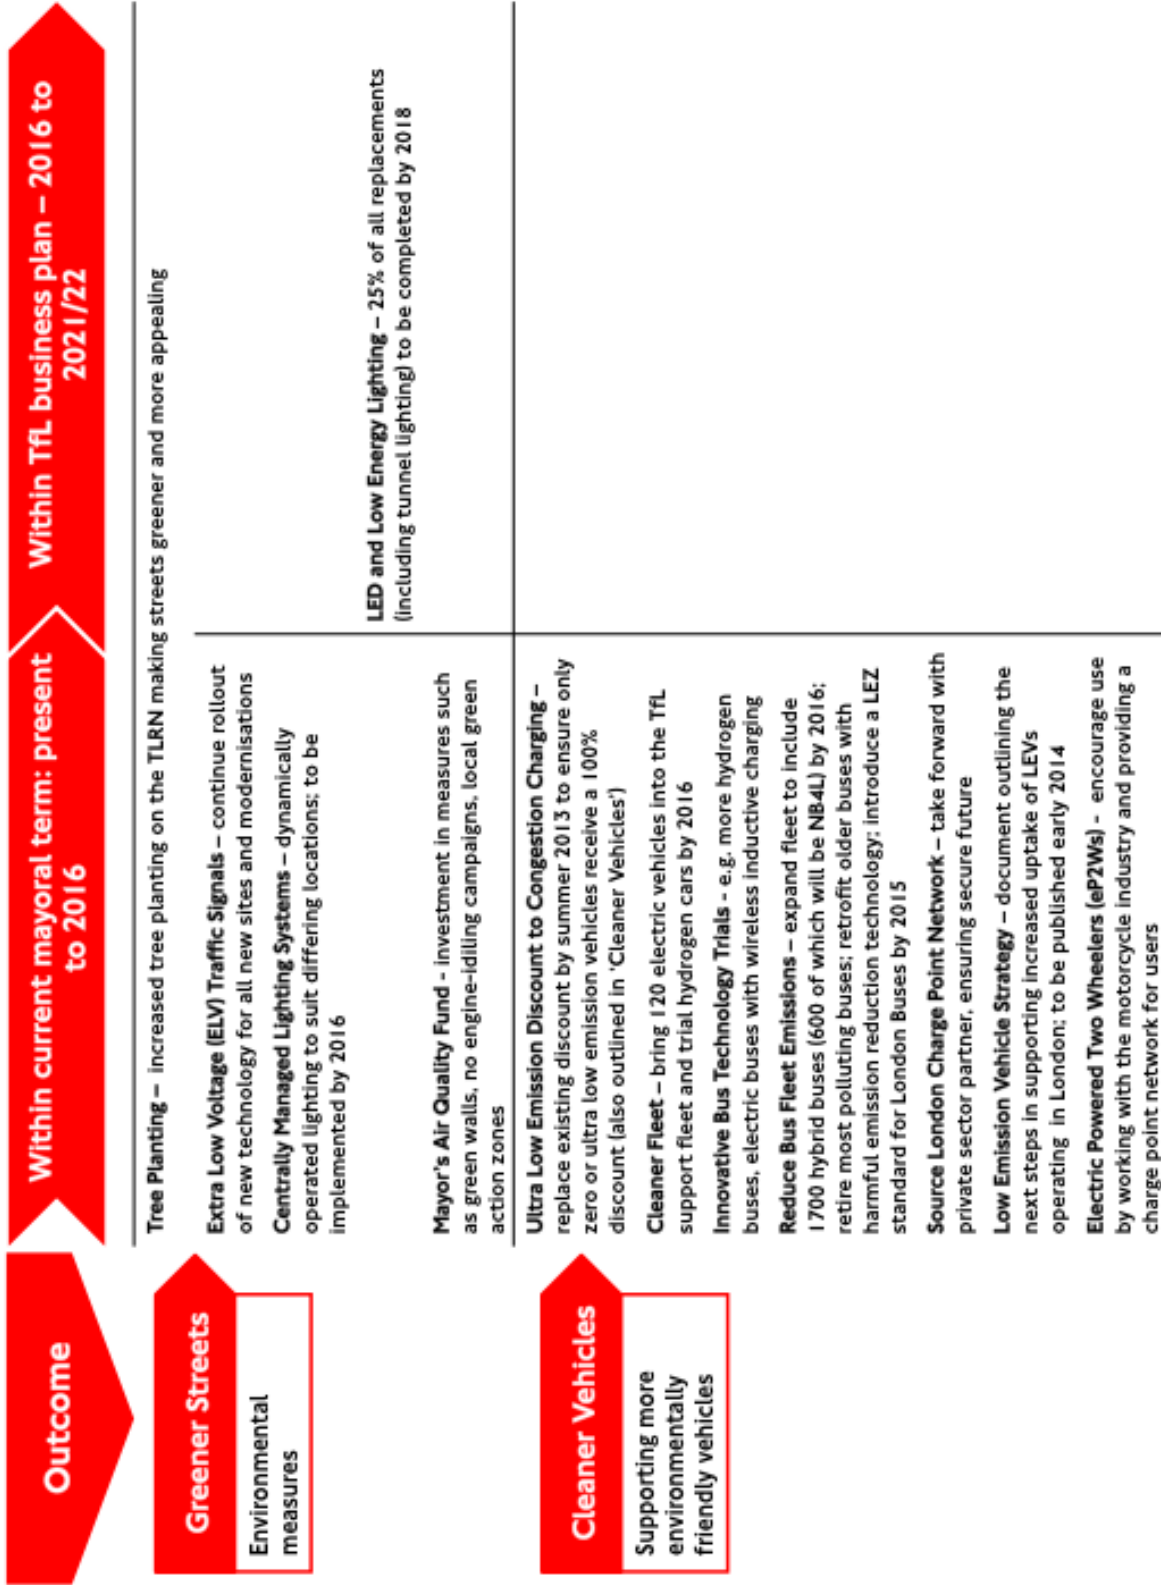 Outcome
Within current mayoral term: present
to 2016
Within TfL business plan – 2016 to
2021/22
Greener Streets
Environmental
measures
Tree Planting – increased tree planting on the TLRN making streets greener and more appealing
Extra Low Voltage (ELV) Traffic Signals – continue rollout
of new technology for all new sites and modernisations
Centrally Managed Lighting Systems – dynamically
operated lighting to suit differing locations; to be
implemented by 2016
LED and Low Energy Lighting – 25% of all replacements
(including tunnel lighting) to be completed by 2018
Mayor's Air Quality Fund - investment in measures such
as green walls, no engine-idiling campaigns, local green
action zones
Cleaner Vehicles
Supporting more
environmentally
friendly vehicles
Ultra Low Emission Discount to Congestion Charging –
replace existing discount by summer 2013 to ensure only
zero or ultra low emission vehicles receive a 100%
discount (also outlined in 'Cleaner Vehicles')
Cleaner Fleet – bring 120 electric vehicles into the TfL
support fleet and trial hydrogen cars by 2016
Innovative Bus Technology Trials - e.g. more hydrogen
buses, electric buses with wireless inductive charging
Reduce Bus Fleet Emissions – expand fleet to include
1700 hybrid buses (600 of which will be NB4L) by 2016;
retire most polluting buses; retrofit older buses with
harmful emission reduction technology; introduce a LEZ
standard for London Buses by 2015
Source London Charge Point Network – take forward with
private sector partner, ensuring secure future
Low Emission Vehicle Strategy – document outlining the
next steps in supporting increased uptake of LEVs
operating in London; to be published early 2014
Electric Powered Two Wheelers (eP2Ws) - encourage use
by working with the motorcycle industry and providing a
charge point network for users